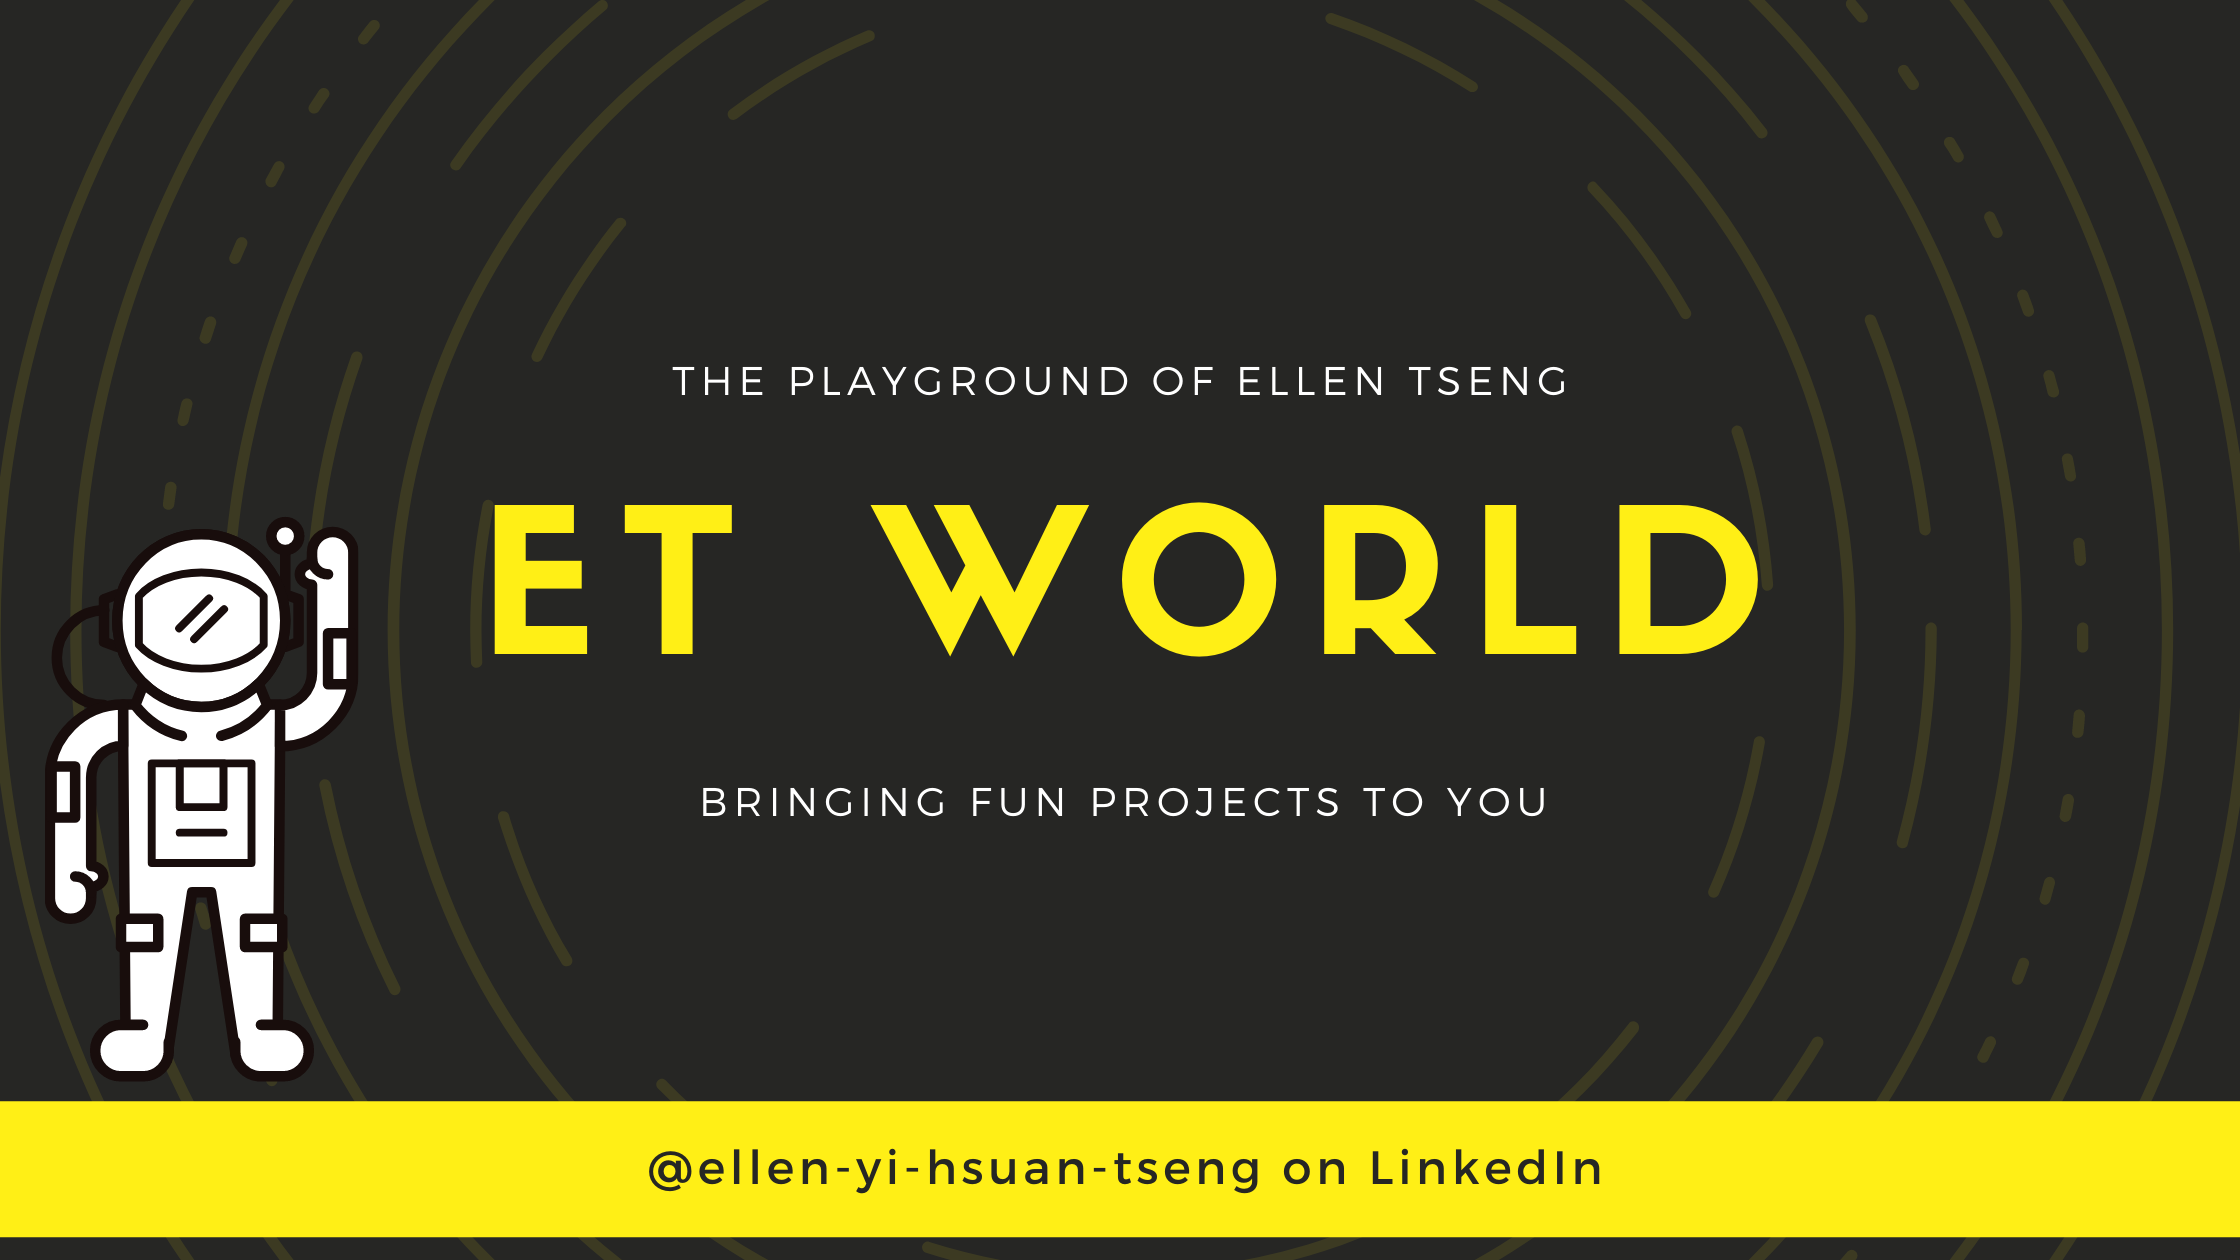 THE PLAYGROUND OF ELLEN TSENG
ET WORLD
BRINGING FUN PROJECTS TO YOU
@ellen-yi-hsuan-tseng on LinkedIn